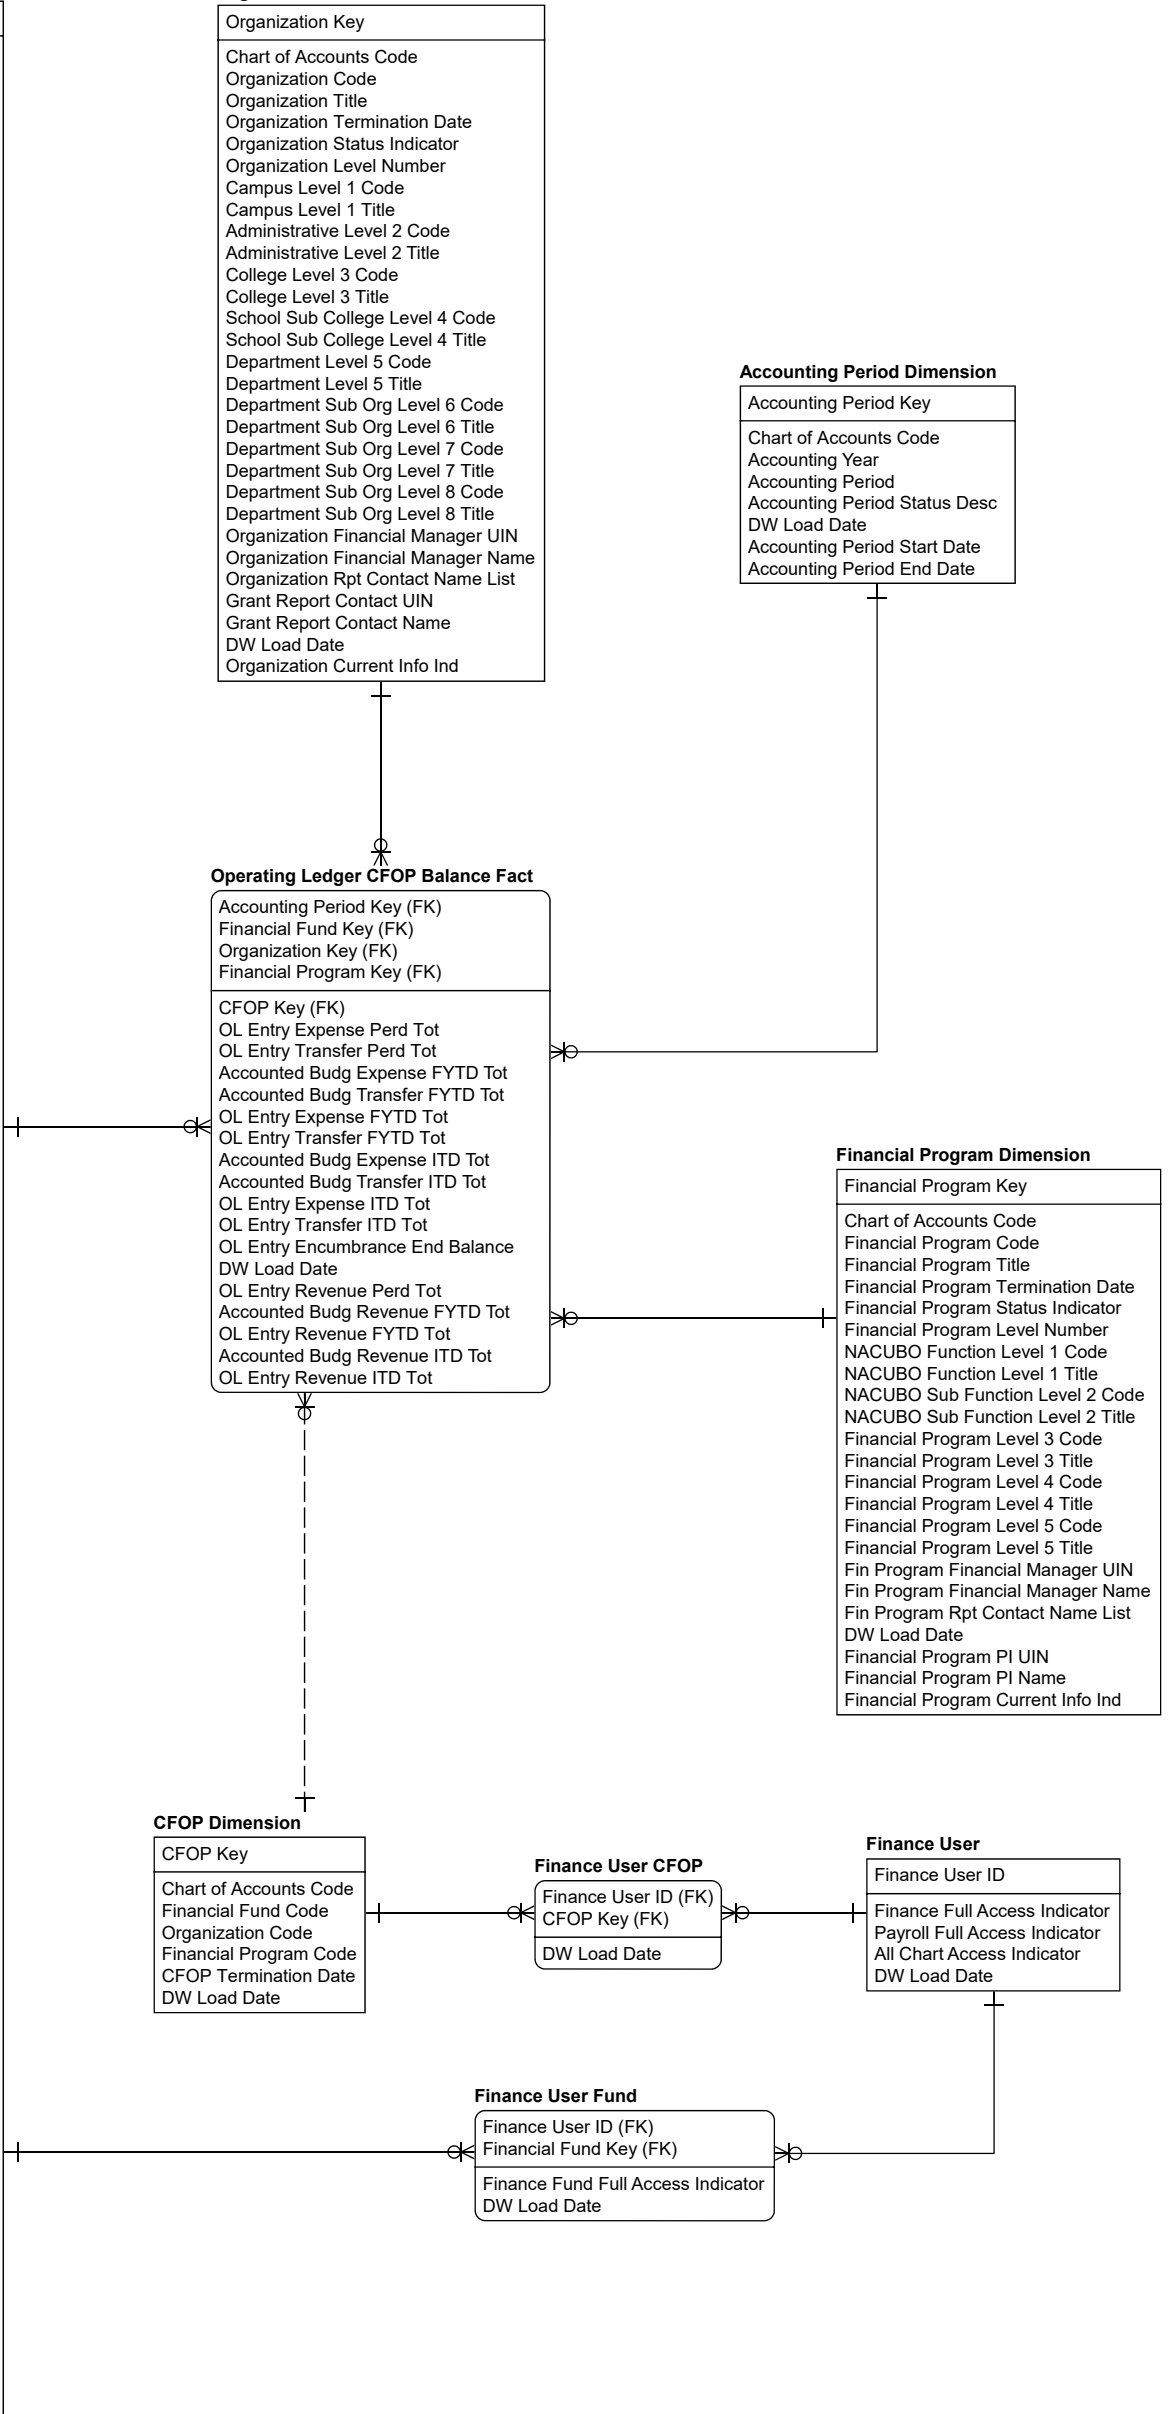 Organization Key
Chart of Accounts Code
Organization Code
Organization Title
Organization Termination Date
Organization Status Indicator
Organization Level Number
Campus Level 1 Code
Campus Level 1 Title
Administrative Level 2 Code
Administrative Level 2 Title
College Level 3 Code
College Level 3 Title
School Sub College Level 4 Code
School Sub College Level 4 Title
Department Level 5 Code
Department Level 5 Title
Department Sub Org Level 6 Code
Department Sub Org Level 6 Title
Department Sub Org Level 7 Code
Department Sub Org Level 7 Title
Department Sub Org Level 8 Code
Department Sub Org Level 8 Title
Organization Financial Manager UIN
Organization Financial Manager Name
Organization Rpt Contact Name List
Grant Report Contact UIN
Grant Report Contact Name
DW Load Date
Organization Current Info Ind
Accounting Period Dimension
Accounting Period Key
Chart of Accounts Code
Accounting Year
Accounting Period
Accounting Period Status Desc
DW Load Date
Accounting Period Start Date
Accounting Period End Date
Operating Ledger CFOP Balance Fact
Accounting Period Key (FK)
Financial Fund Key (FK)
Organization Key (FK)
Financial Program Key (FK)
CFOP Key (FK)
OL Entry Expense Perd Tot
OL Entry Transfer Perd Tot
Accounted Budg Expense FYTD Tot
Accounted Budg Transfer FYTD Tot
OL Entry Expense FYTD Tot
OL Entry Transfer FYTD Tot
Accounted Budg Expense ITD Tot
Accounted Budg Transfer ITD Tot
OL Entry Expense ITD Tot
OL Entry Transfer ITD Tot
OL Entry Encumbrance End Balance
DW Load Date
OL Entry Revenue Perd Tot
Accounted Budg Revenue FYTD Tot
OL Entry Revenue FYTD Tot
Accounted Budg Revenue ITD Tot
OL Entry Revenue ITD Tot
Financial Program Dimension
Financial Program Key
Chart of Accounts Code
Financial Program Code
Financial Program Title
Financial Program Termination Date
Financial Program Status Indicator
Financial Program Level Number
NACUBO Function Level 1 Code
NACUBO Function Level 1 Title
NACUBO Sub Function Level 2 Code
NACUBO Sub Function Level 2 Title
Financial Program Level 3 Code
Financial Program Level 3 Title
Financial Program Level 4 Code
Financial Program Level 4 Title
Financial Program Level 5 Code
Financial Program Level 5 Title
Fin Program Financial Manager UIN
Fin Program Financial Manager Name
Fin Program Rpt Contact Name List
DW Load Date
Financial Program PI UIN
Financial Program PI Name
Financial Program Current Info Ind
CFOP Dimension
CFOP Key
Chart of Accounts Code
Financial Fund Code
Organization Code
Financial Program Code
CFOP Termination Date
DW Load Date
Finance User CFOP
Finance User ID (FK)
CFOP Key (FK)
DW Load Date
Finance User
Finance User ID
Finance Full Access Indicator
Payroll Full Access Indicator
All Chart Access Indicator
DW Load Date
Finance User Fund
Finance User ID (FK)
Financial Fund Key (FK)
Finance Fund Full Access Indicator
DW Load Date